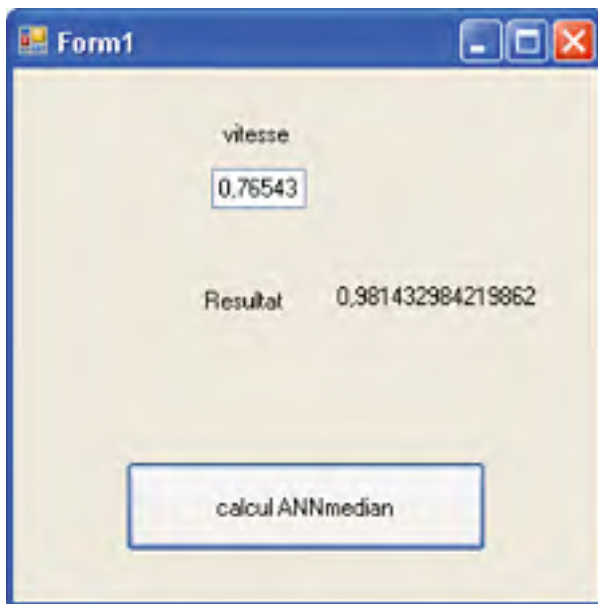 Form1
vitesse
0,76543
Resultat 0,981432984219862
calcul ANNmedian